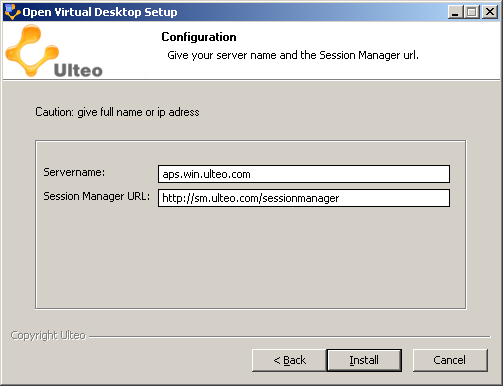 Open Virtual Desktop Setup
Configuration
Give your server name and the Session Manager url.
Ulteo
Caution: give full name or ip adress
Servername: aps.win.ulteo.com
Session Manager URL: http://sm.ulteo.com/sessionmanager
Copyright Ulteo
< Back Install Cancel